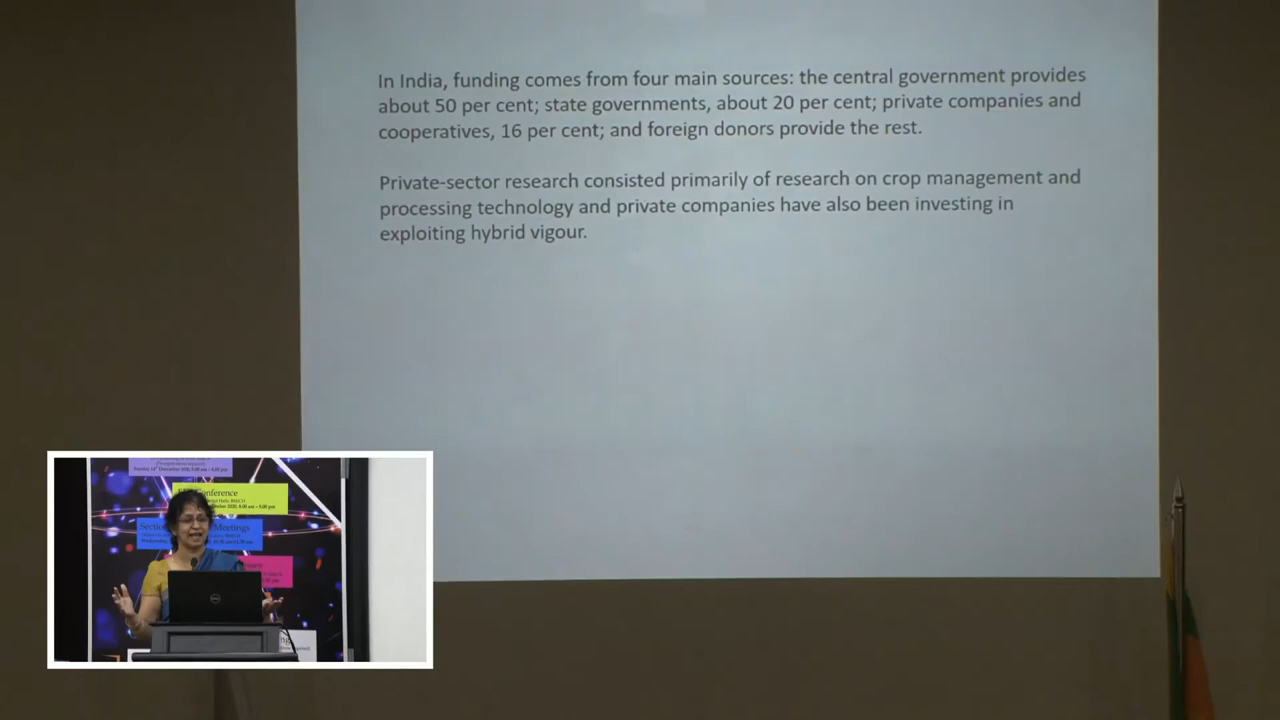 In India, funding comes from four main sources: the central government provides
about 50 per cent; state governments, about 20 per cent; private companies and
cooperatives, 16 per cent; and foreign donors provide the rest.
Private-sector research consisted primarily of research on crop management and
processing technology and private companies have also been investing in
exploiting hybrid vigour.
Conference
Meetings
DELL